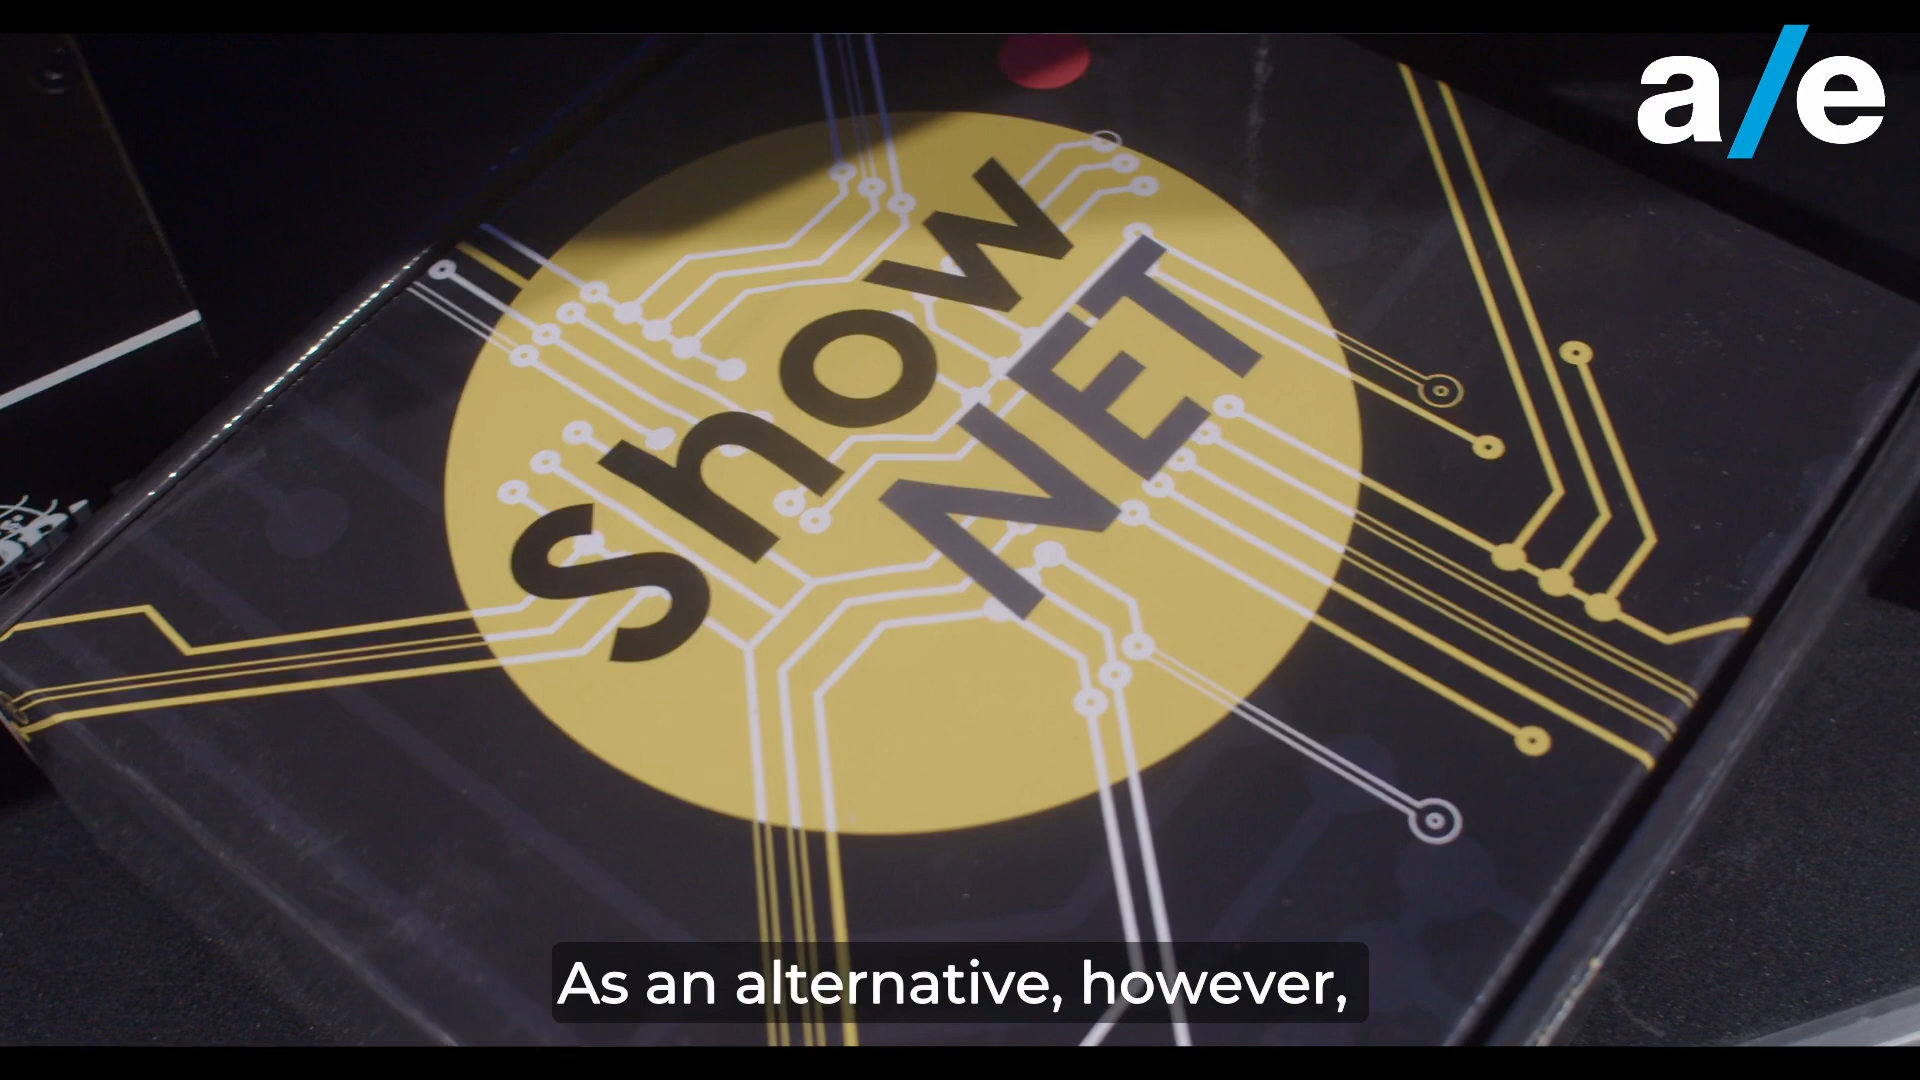 a/e
show
NET
As an alternative, however,